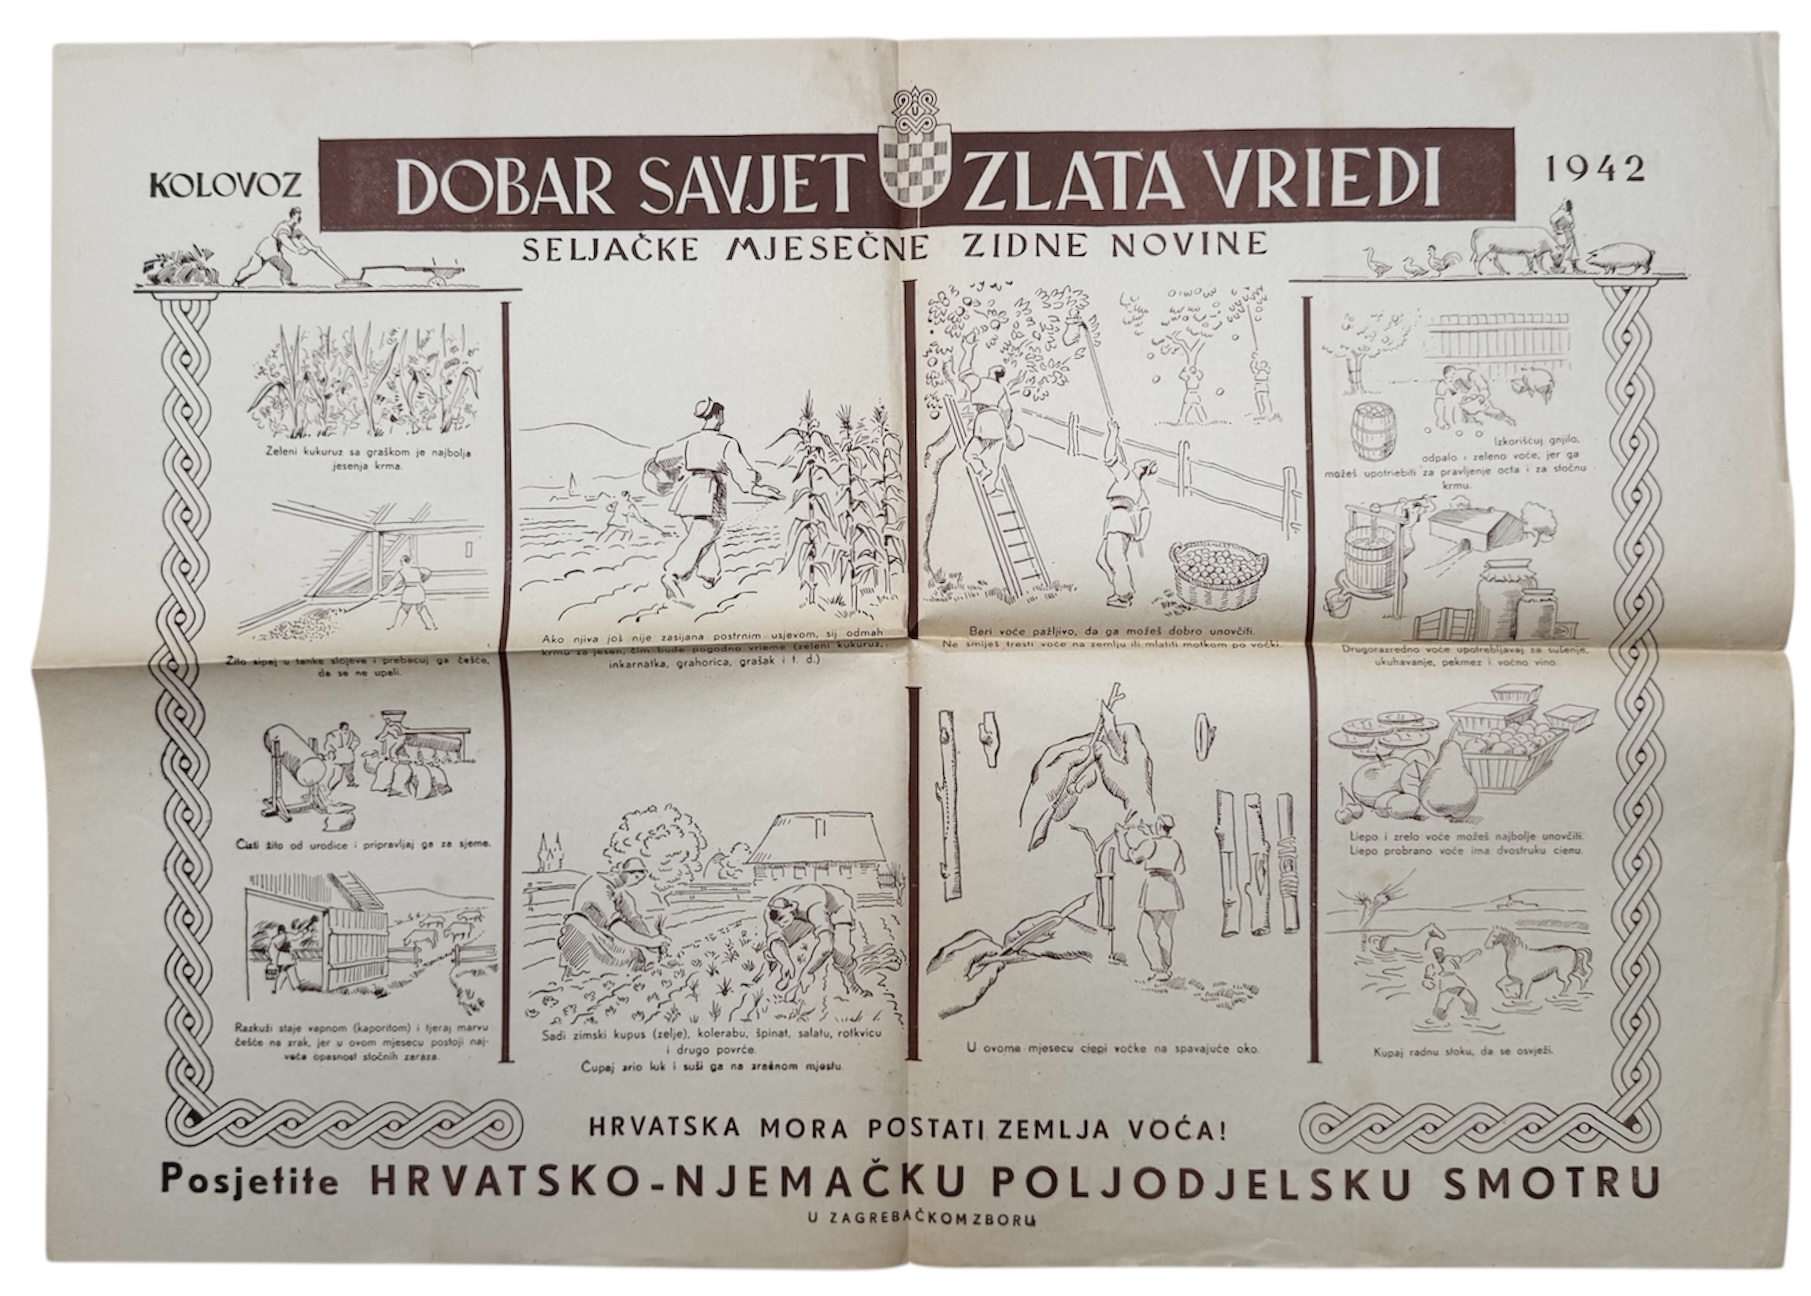 KOLOVOZ
DOBAR SAVJET ZLATA VRIEDI
1942
SELJAČKE MJESEČNE ZIDNE NOVINE
Zeleni kukuruz sa graškom je najbolja
jesenja krma.
Žito sipaj u tanke slojeve i prebacuj ga češće,
da se ne upali.
Čisti žito od urodice i pripravljaj ga za sjeme.
Razkuži staje vapnom (kaporitom) i tjeraj marvu
češće na zrak, jer u ovom mjesecu postoji naj-
veća opasnost stočnih zaraza.
Ako njiva još nije zasijana postrnim usjevom, sij odmah
krmu za jesen, čim bude pogodno vrieme (zeleni kukuruz,
inkarnatka, grahorica, grašak i t. d.)
Sadi zimski kupus (zelje), kolerabu, špinat, salatu, rotkvicu
i drugo povrće.
Čupaj zrio luk i suši ga na zračnom mjestu.
Beri voće pažljivo, da ga možeš dobro unovčiti.
Ne smiješ tresti voće na zemlju ili mlatiti motkom po voćki.
U ovome mjesecu ciepi voćke na spavajuće oko.
Izkorišćuj gnjilo,
odpalo i zeleno voće, jer ga
možeš upotriebiti za pravljenje octa i za stočnu
krmu.
Drugorazredno voće upotrebljavaj za sušenje,
ukuhavanje, pekmez i voćno vino.
Liepo i zrelo voće možeš najbolje unovčiti.
Liepo probrano voće ima dvostruku cienu.
Kupaj radnu stoku, da se osvježi.
HRVATSKA MORA POSTATI ZEMLJA VOĆA!
Posjetite HRVATSKO-NJEMAČKU POLJODJELSKU SMOTRU
U ZAGREBAČKOM ZBORU